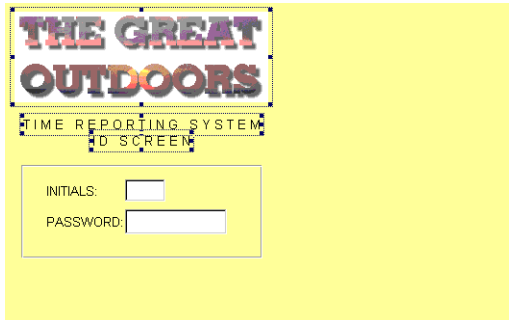 THE GREAT
OUTDOORS
TIME REPORTING SYSTEM
ID SCREEN
INITIALS:
PASSWORD: